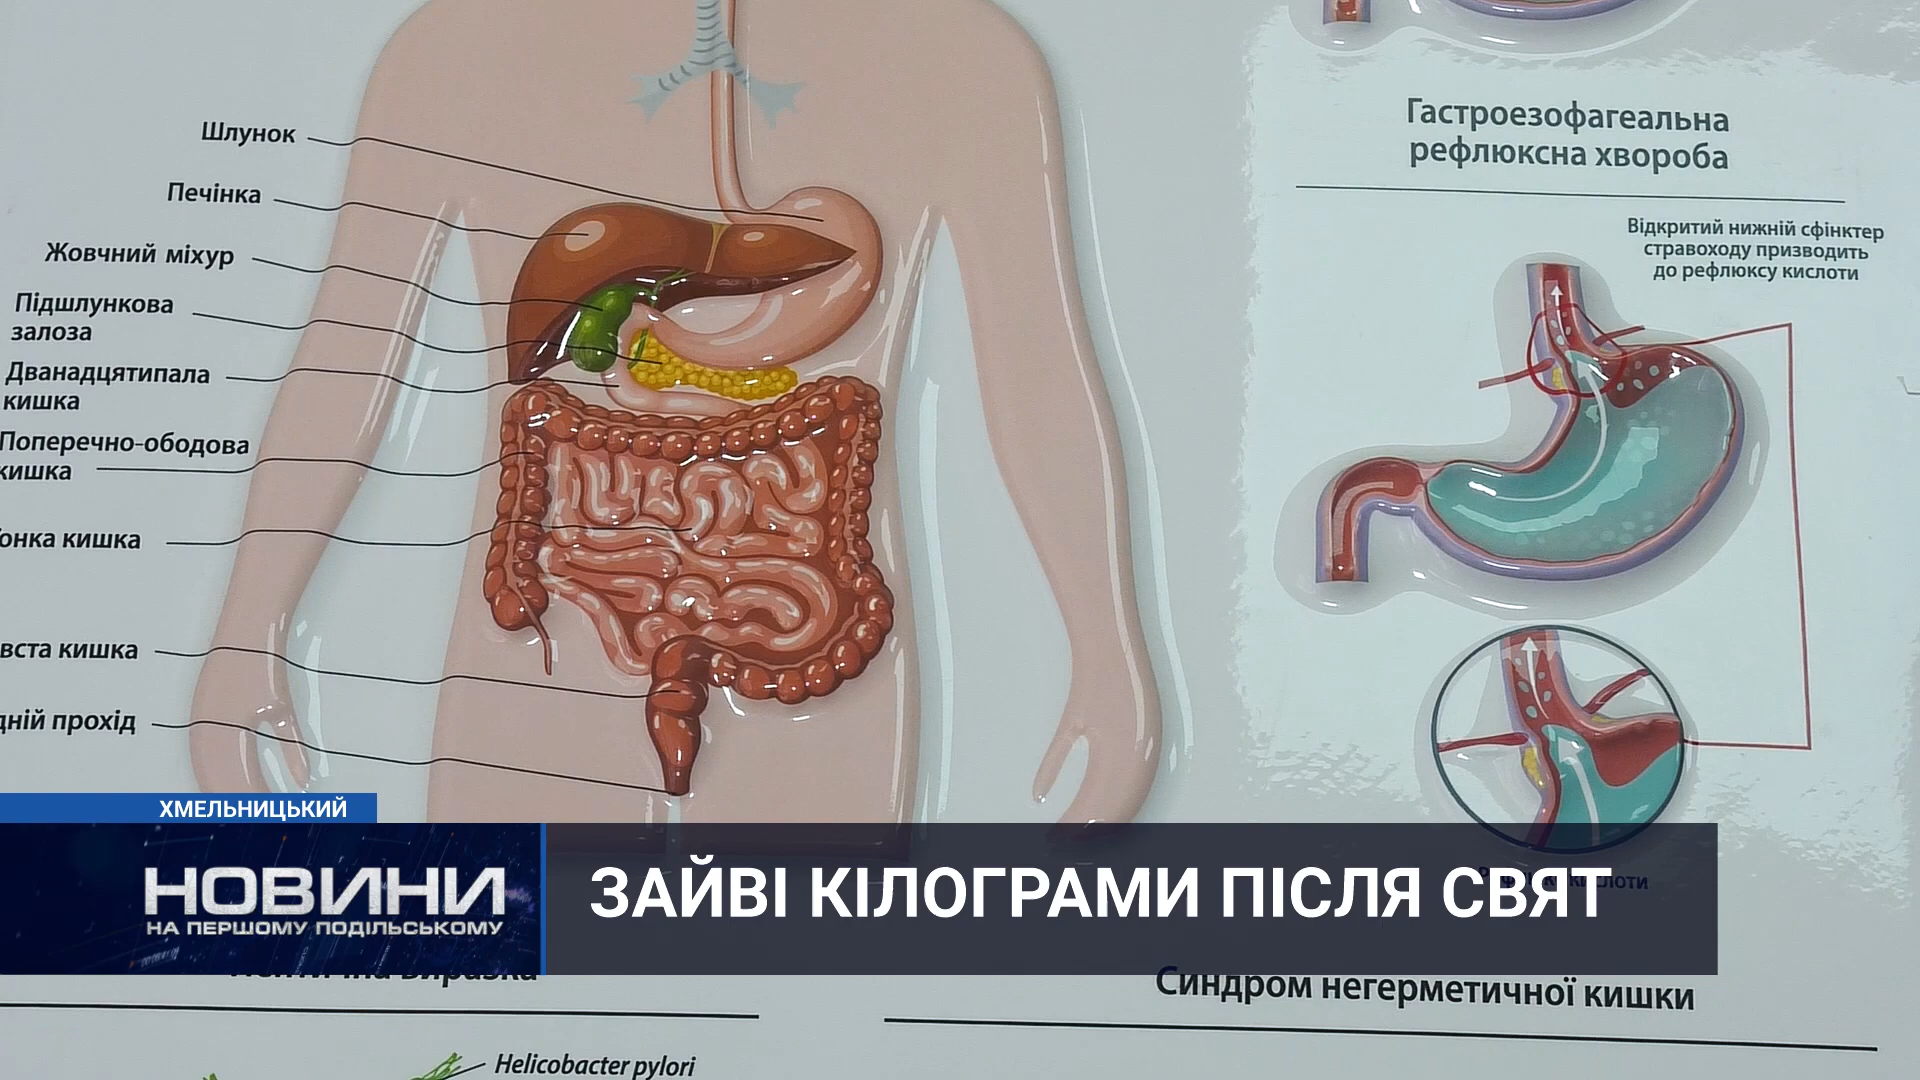 Шлунок
Печінка
Жовчний міхур
Підшлункова
залоза
Дванадцятипала
кишка
Поперечно-ободова
кишка
онка кишка
вста кишка
дній прохід
Гастроезофагеальна
рефлюксна хвороба
Відкритий нижній сфінктер
стравоходу призводить
до рефлюксу кислоти
ХМЕЛЬНИЦЬКИЙ
НОВИНИ
НА ПЕРШОМУ ПОДІЛЬСЬКОМУ
ЗАЙВІ КІЛОГРАМИ ПІСЛЯ СВЯТ
виразка
Синдром негерметичної кишки
Helicobacter pylori